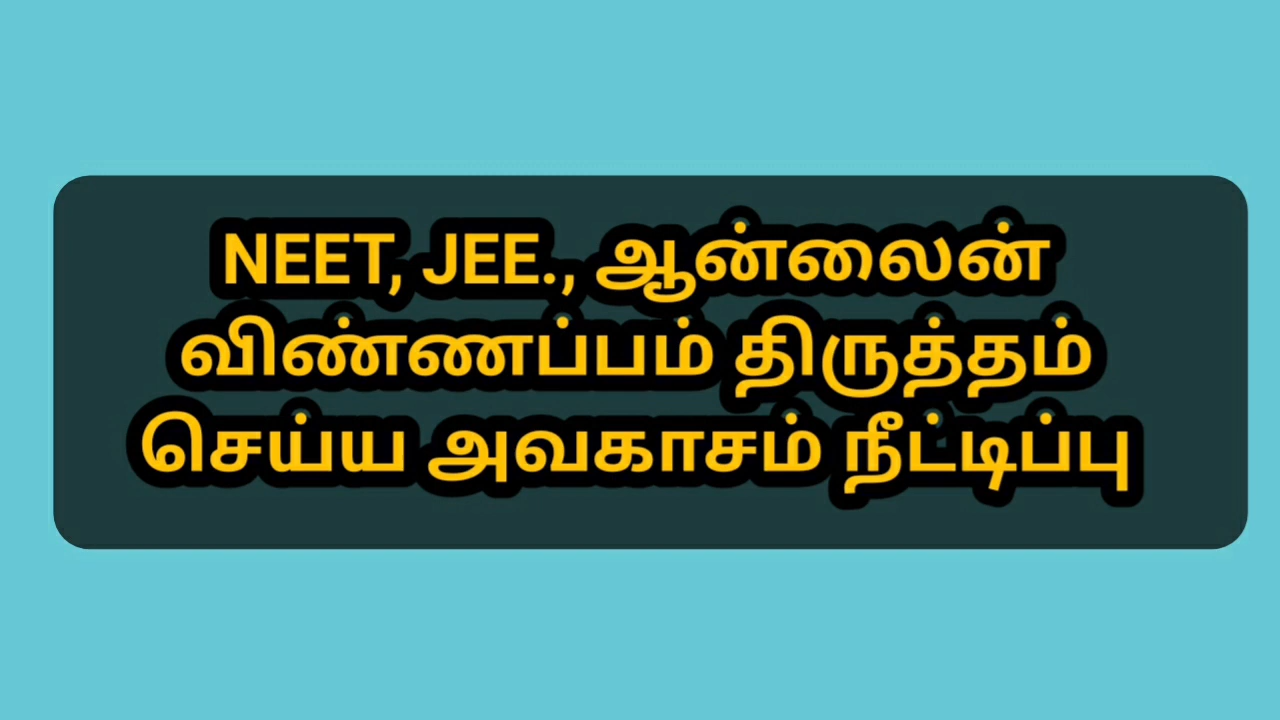 NEET, JEE., ஆன்லைன்
விண்ணப்பம் திருத்தம்
செய்ய அவகாசம் நீட்டிப்பு